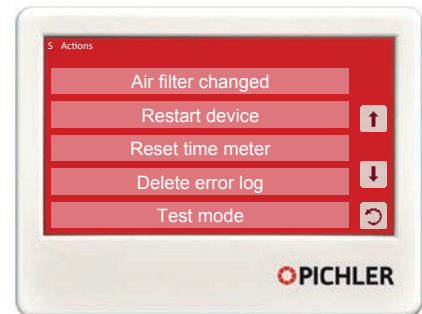 S Actions
Air filter changed
Restart device
Reset time meter
Delete error log
Test mode
PICHLER